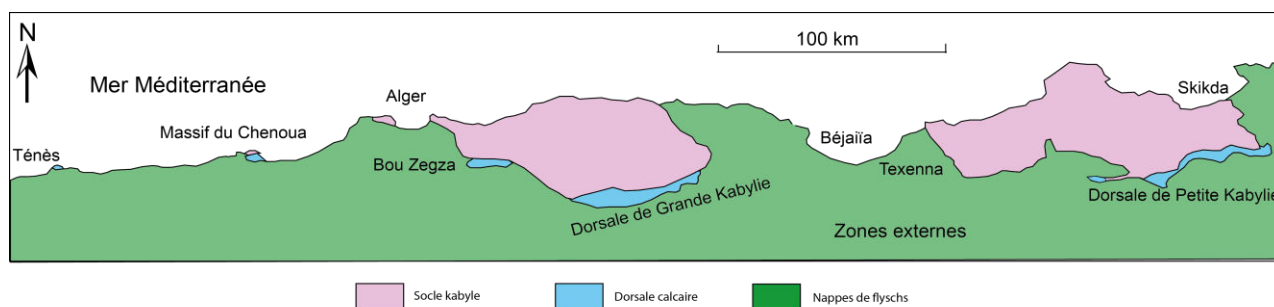 N
100 km
Mer Méditerranée
Alger
Skikda
Massif du Chenoua
Béjaiïa
Ténès
Bou Zegza
Texenna
Dorsale de Grande Kabylie
Dorsale de Petite Kabylie
Zones externes
Socle kabyle
Dorsale calcaire
Nappes de flyschs